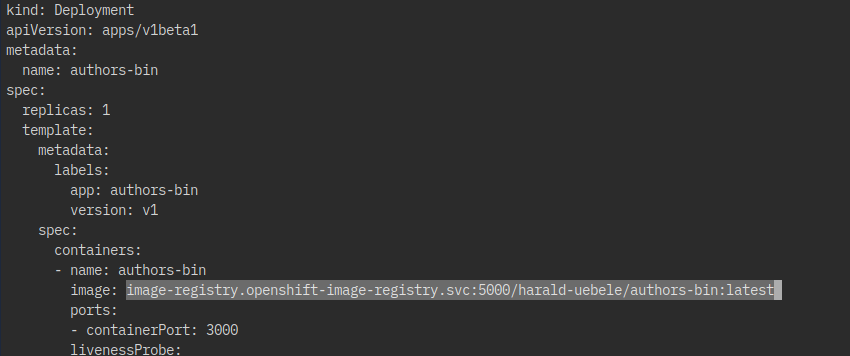 kind: Deployment
apiVersion: apps/v1beta1
metadata:
  name: authors-bin
spec:
  replicas: 1
  template:
    metadata:
      labels:
        app: authors-bin
        version: v1
    spec:
      containers:
      - name: authors-bin
        image: image-registry.openshift-image-registry.svc:5000/harald-uebele/authors-bin:latest
        ports:
        - containerPort: 3000
        livenessProbe: